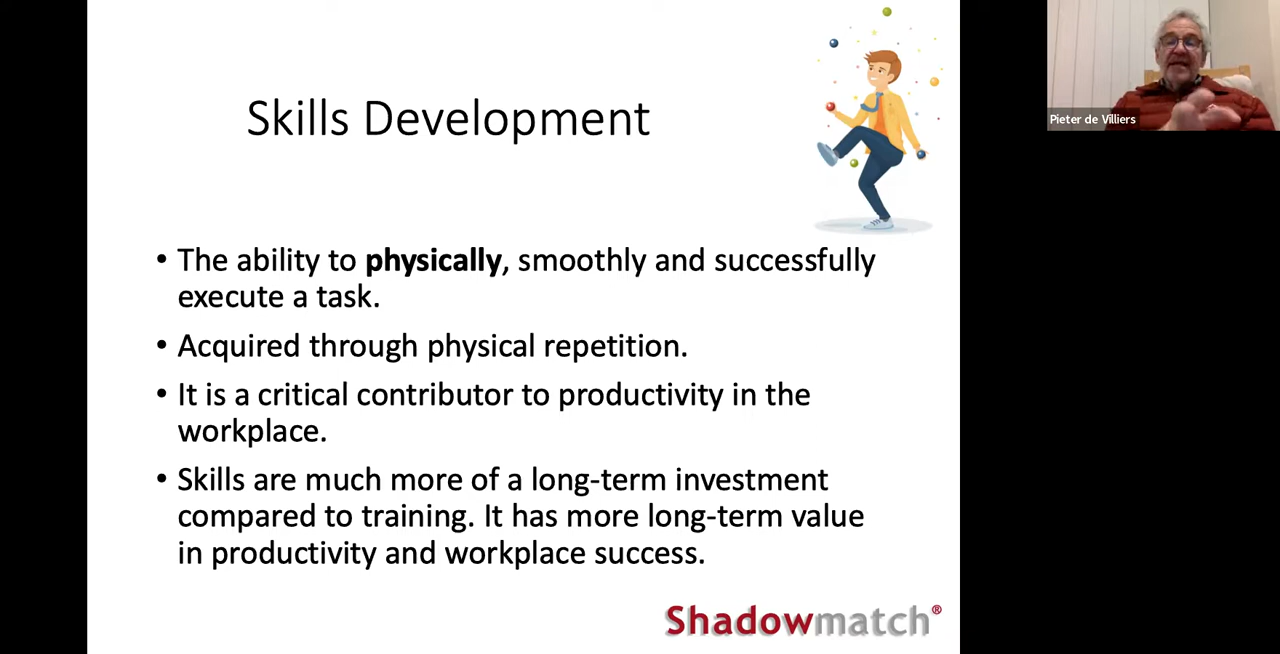 Skills Development
• The ability to physically, smoothly and successfully
execute a task.
• Acquired through physical repetition.
• It is a critical contributor to productivity in the
workplace.
• Skills are much more of a long-term investment
compared to training. It has more long-term value
in productivity and workplace success.
Shadowmatch®
Pieter de Villiers